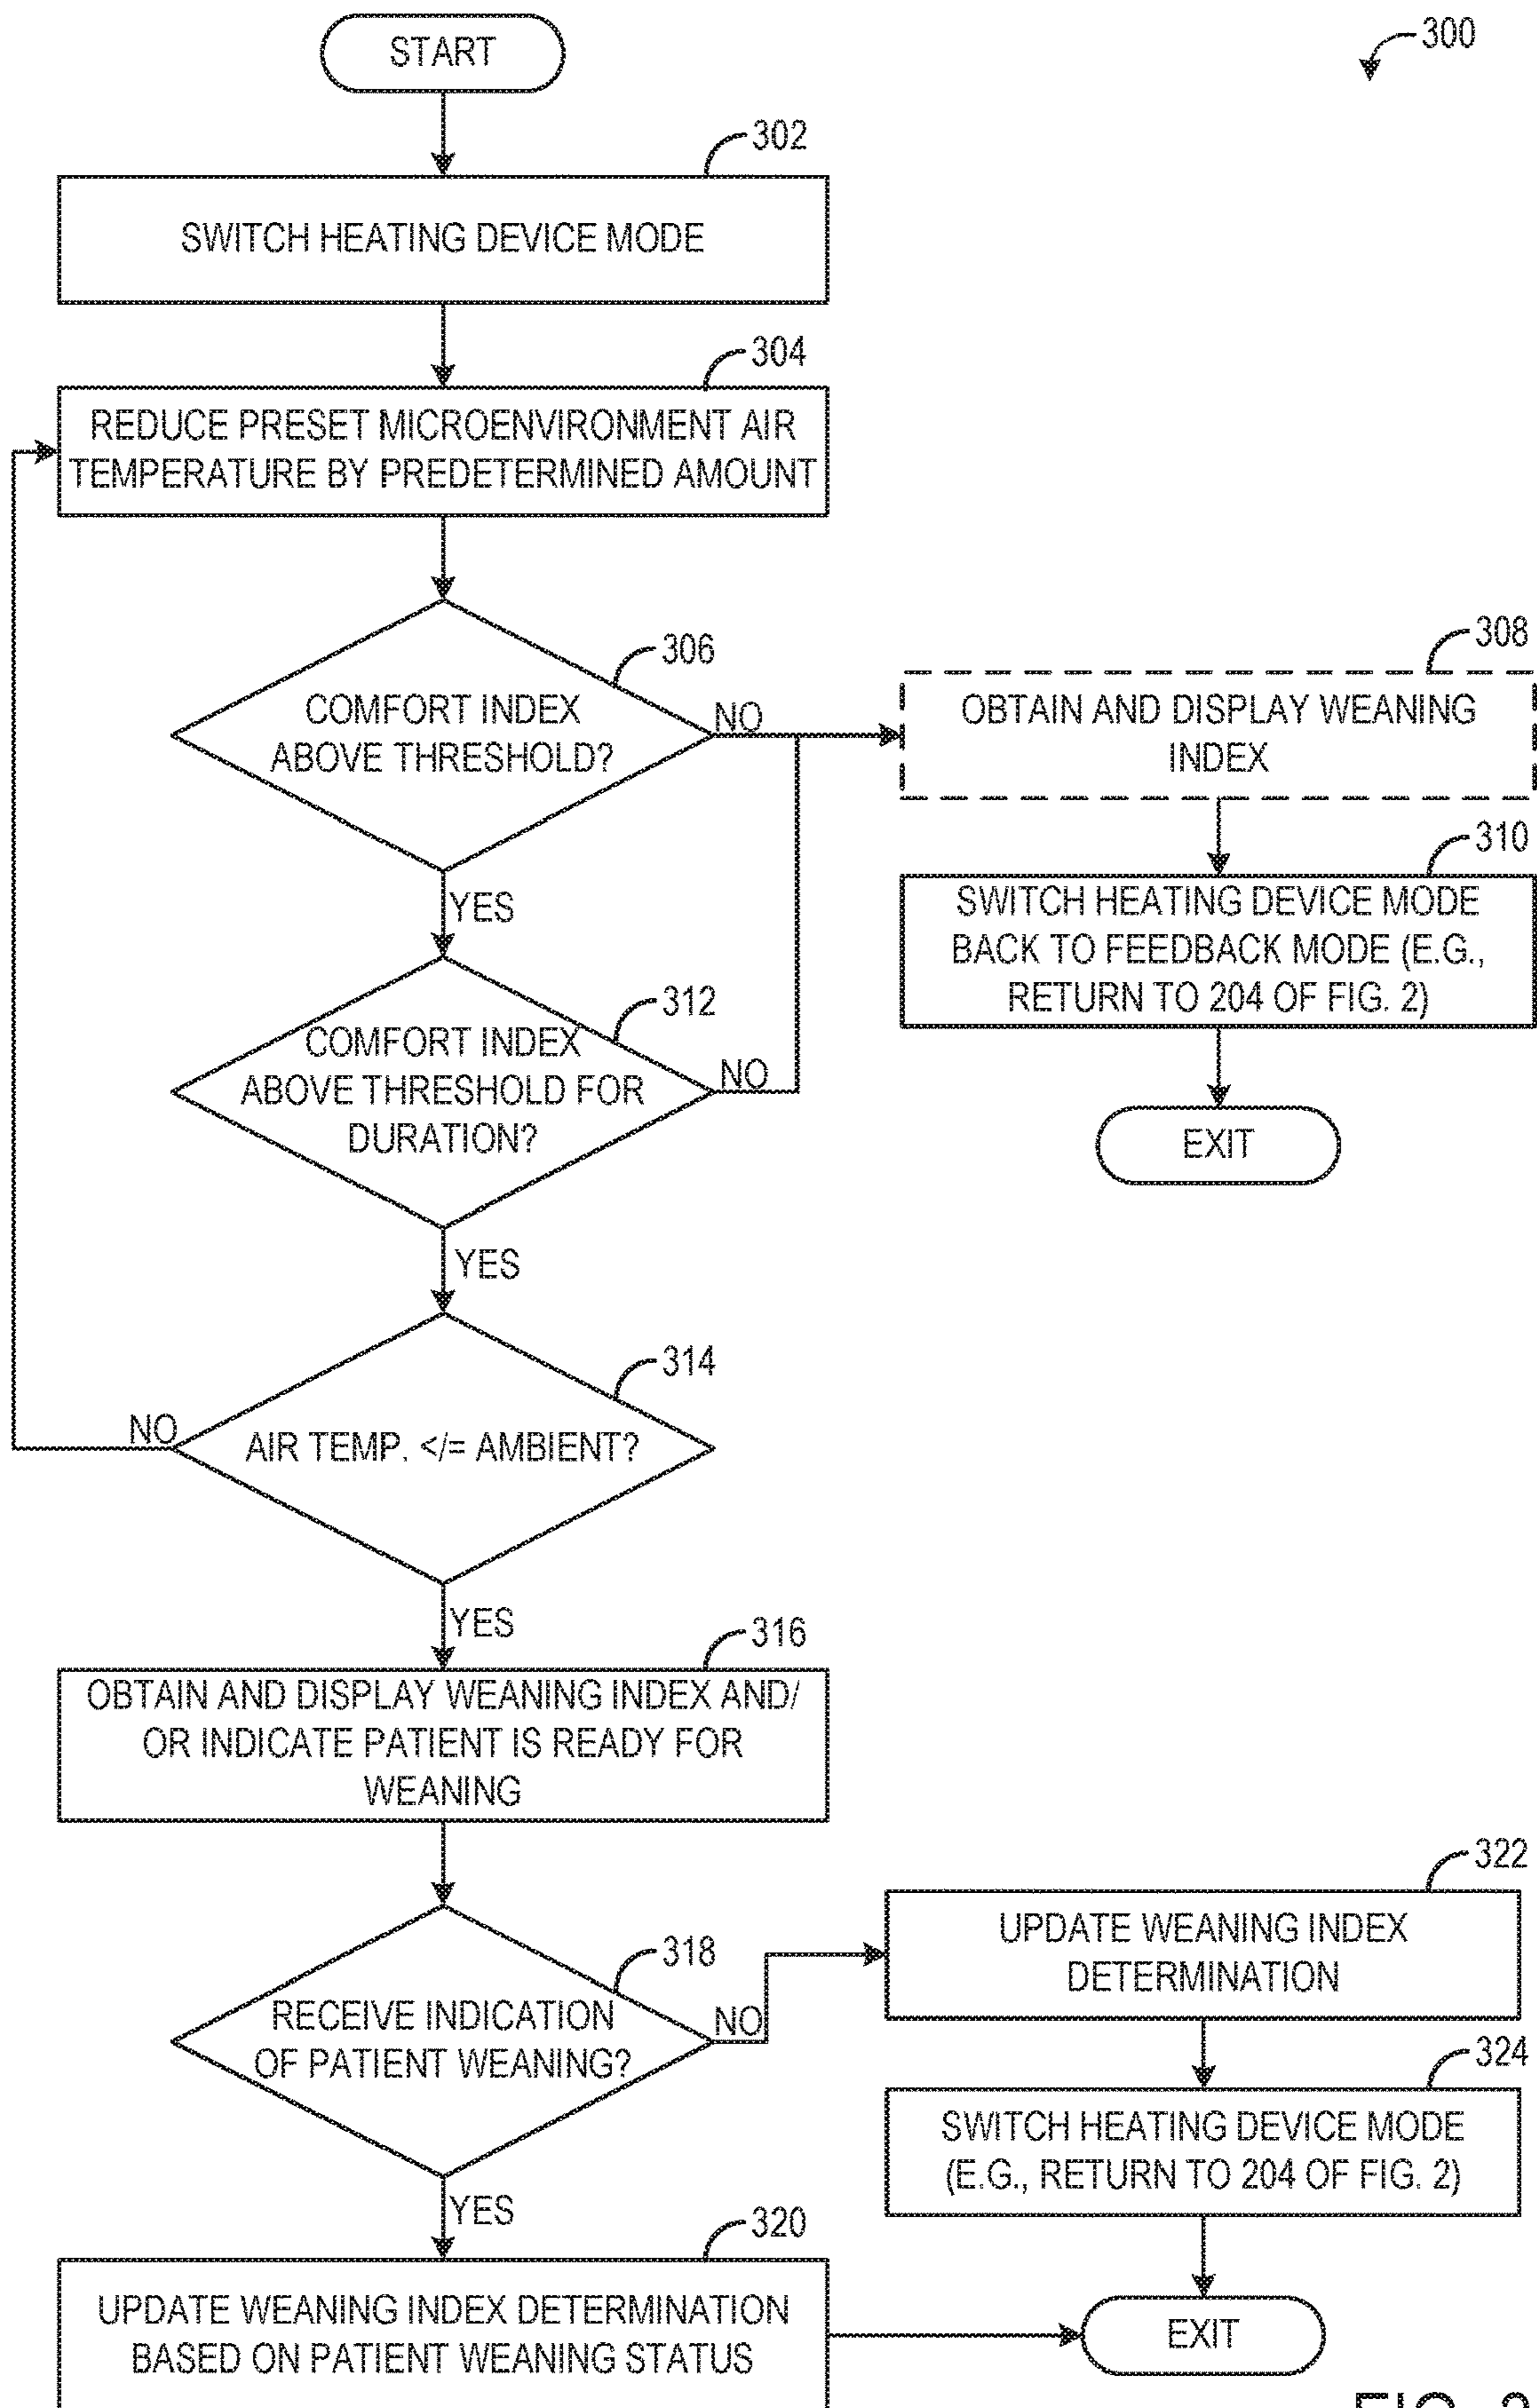 START
300
302
SWITCH HEATING DEVICE MODE
304
REDUCE PRESET MICROENVIRONMENT AIR
TEMPERATURE BY PREDETERMINED AMOUNT
306
COMFORT INDEX
ABOVE THRESHOLD?
NO
308
OBTAIN AND DISPLAY WEANING
INDEX
YES
310
SWITCH HEATING DEVICE MODE
BACK TO FEEDBACK MODE (E.G.,
RETURN TO 204 OF FIG. 2)
312
COMFORT INDEX
ABOVE THRESHOLD FOR
DURATION?
NO
EXIT
YES
314
AIR TEMP. </= AMBIENT?
NO
YES
316
OBTAIN AND DISPLAY WEANING INDEX AND/
OR INDICATE PATIENT IS READY FOR
WEANING
318
RECEIVE INDICATION
OF PATIENT WEANING?
NO
322
UPDATE WEANING INDEX
DETERMINATION
324
SWITCH HEATING DEVICE MODE
(E.G., RETURN TO 204 OF FIG. 2)
YES
320
UPDATE WEANING INDEX DETERMINATION
BASED ON PATIENT WEANING STATUS
EXIT
FIG. 3